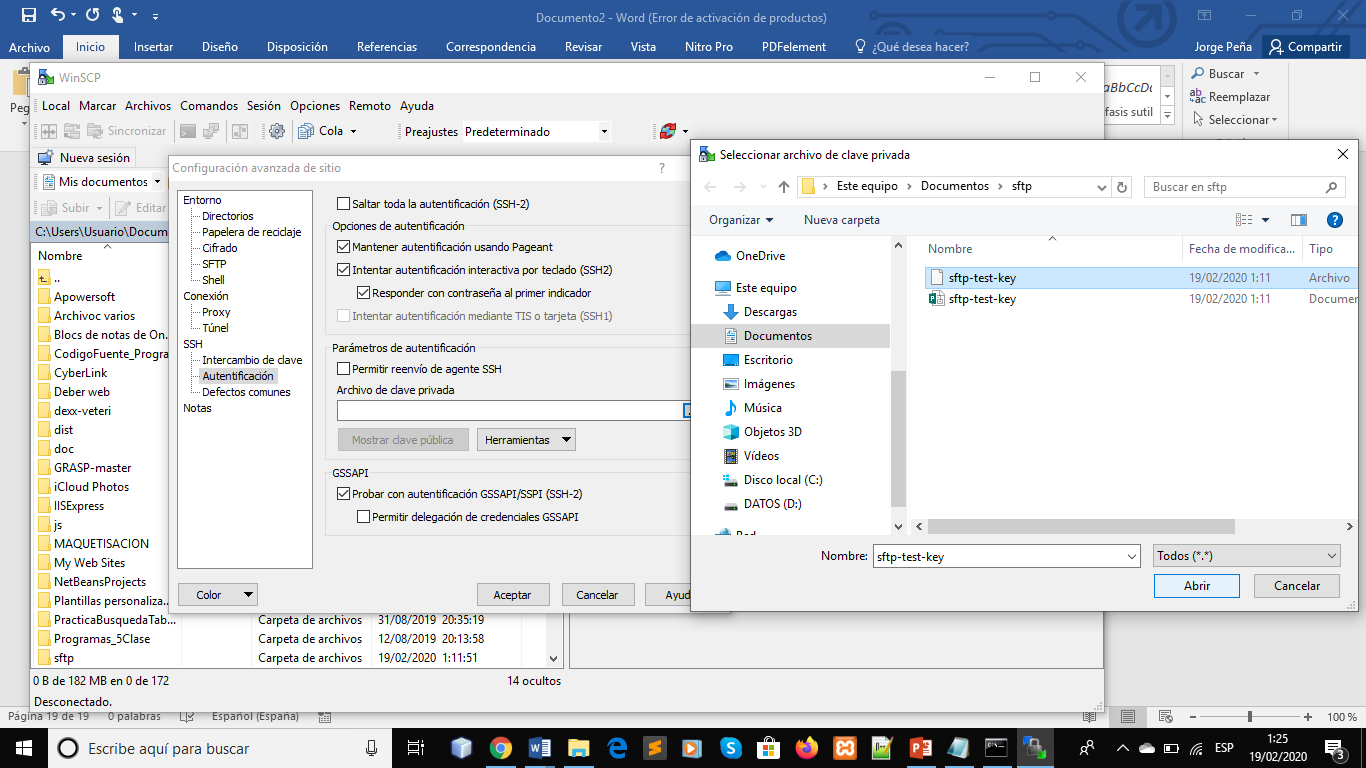 Documento2 - Word (Error de activación de productos)
Archivo Inicio Insertar Diseño Disposición Referencias Correspondencia Revisar Vista Nitro Pro PDFelement ¿Qué desea hacer? Jorge Peña Compartir
Buscar
Reemplazar
Seleccionar
fasis sutil
WinSCP
Local Marcar Archivos Comandos Sesión Opciones Remoto Ayuda
Sincronizar Cola Preajustes Predeterminado
Nueva sesión
Mis documentos
Subir Editar
C:\Users\Usuario\Docum
Nombre
..
Apowersoft
Archivoc varios
Blocs de notas de On...
CodigoFuente_Progra
CyberLink
Deber web
dexx-veteri
dist
doc
GRASP-master
iCloud Photos
IISExpress
js
MAQUETISACION
My Web Sites
NetBeansProjects
Plantillas personaliza...
PracticaBusquedaTab... Carpeta de archivos 31/08/2019 20:35:19
Programas_5Clase Carpeta de archivos 12/08/2019 20:13:58
sftp Carpeta de archivos 19/02/2020 1:11:51
0 B de 182 MB en 0 de 172 14 ocultos
Desconectado.
Configuración avanzada de sitio ?
Entorno
Directorios
Papelera de reciclaje
Cifrado
SFTP
Shell
Conexión
Proxy
Túnel
SSH
Intercambio de clave
Autentificación
Defectos comunes
Notas
Saltar toda la autentificación (SSH-2)
Opciones de autentificación
Mantener autentificación usando Pageant
Intentar autentificación interactiva por teclado (SSH2)
Responder con contraseña al primer indicador
Intentar autentificación mediante TIS o tarjeta (SSH1)
Parámetros de autentificación
Permitir reenvío de agente SSH
Archivo de clave privada
Mostrar clave pública Herramientas
GSSAPI
Probar con autentificación GSSAPI/SSPI (SSH-2)
Permitir delegación de credenciales GSSAPI
Color Aceptar Cancelar Ayud
Seleccionar archivo de clave privada
Este equipo Documentos sftp Buscar en sftp
Organizar Nueva carpeta
OneDrive
Este equipo
Descargas
Documentos
Escritorio
Imágenes
Música
Objetos 3D
Vídeos
Disco local (C:)
DATOS (D:)
Nombre Fecha de modifica... Tipo
sftp-test-key 19/02/2020 1:11 Archivo
sftp-test-key 19/02/2020 1:11 Documer
Nombre: sftp-test-key Todos (*.*)
Abrir Cancelar
Página 19 de 19 0 palabras Español (España) 100 %
Escribe aquí para buscar
ESP
1:25
19/02/2020
3